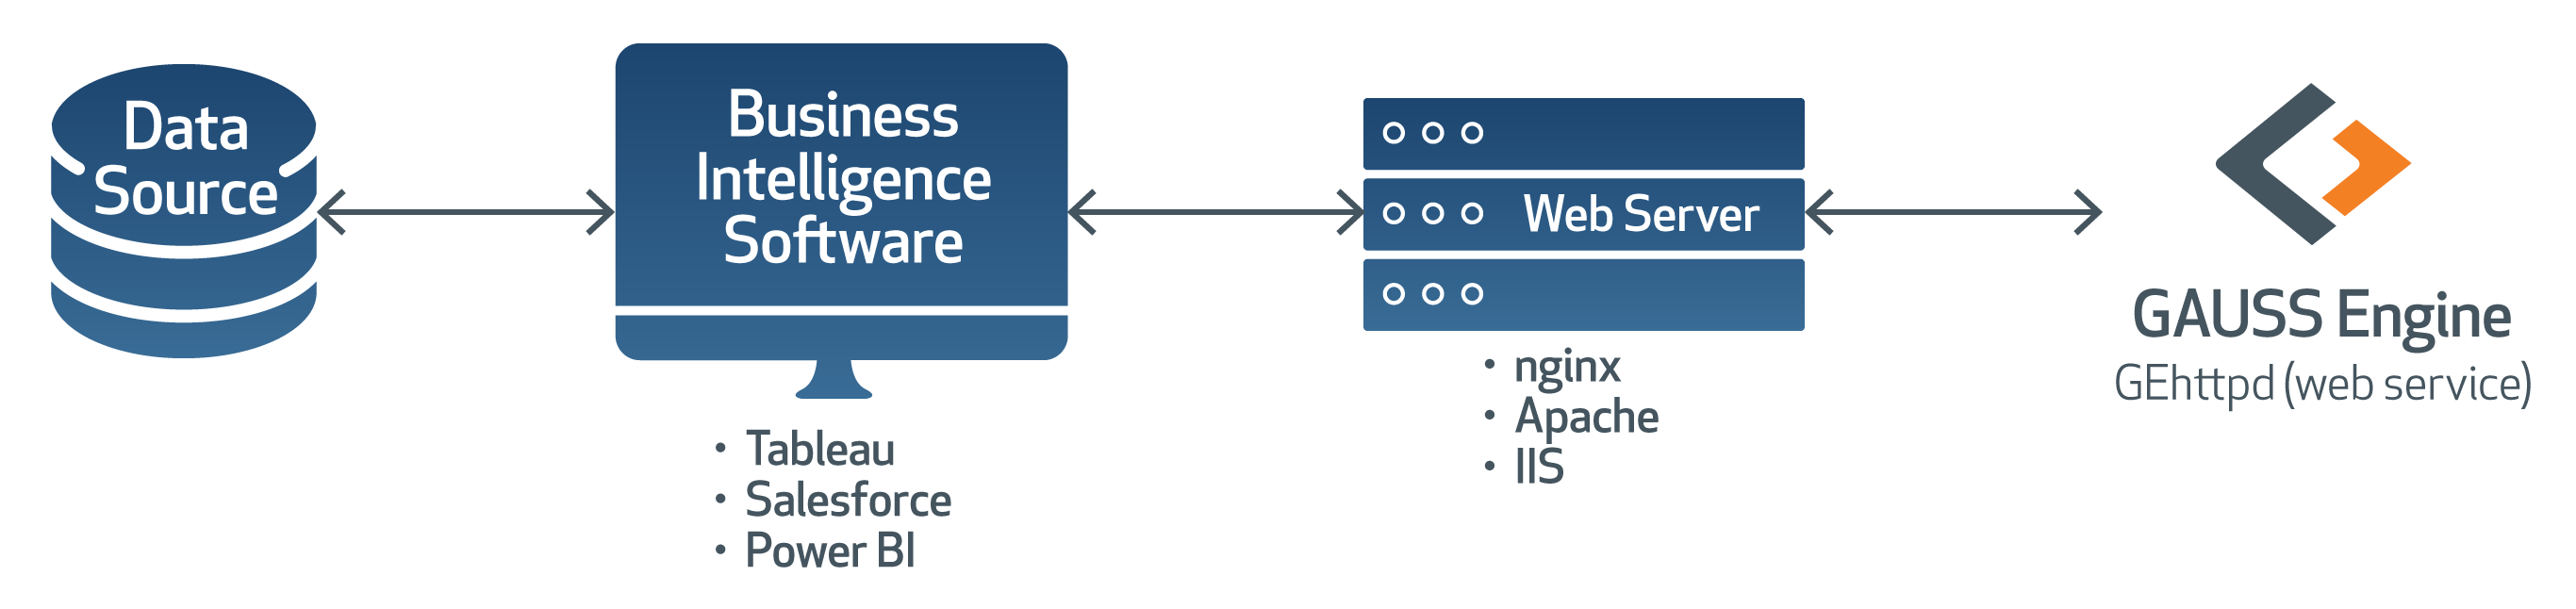 Data
Source
Business
Intelligence
Software
• Tableau
• Salesforce
• Power BI
Web Server
• nginx
• Apache
• IIS
GAUSS Engine
GEhttpd (web service)